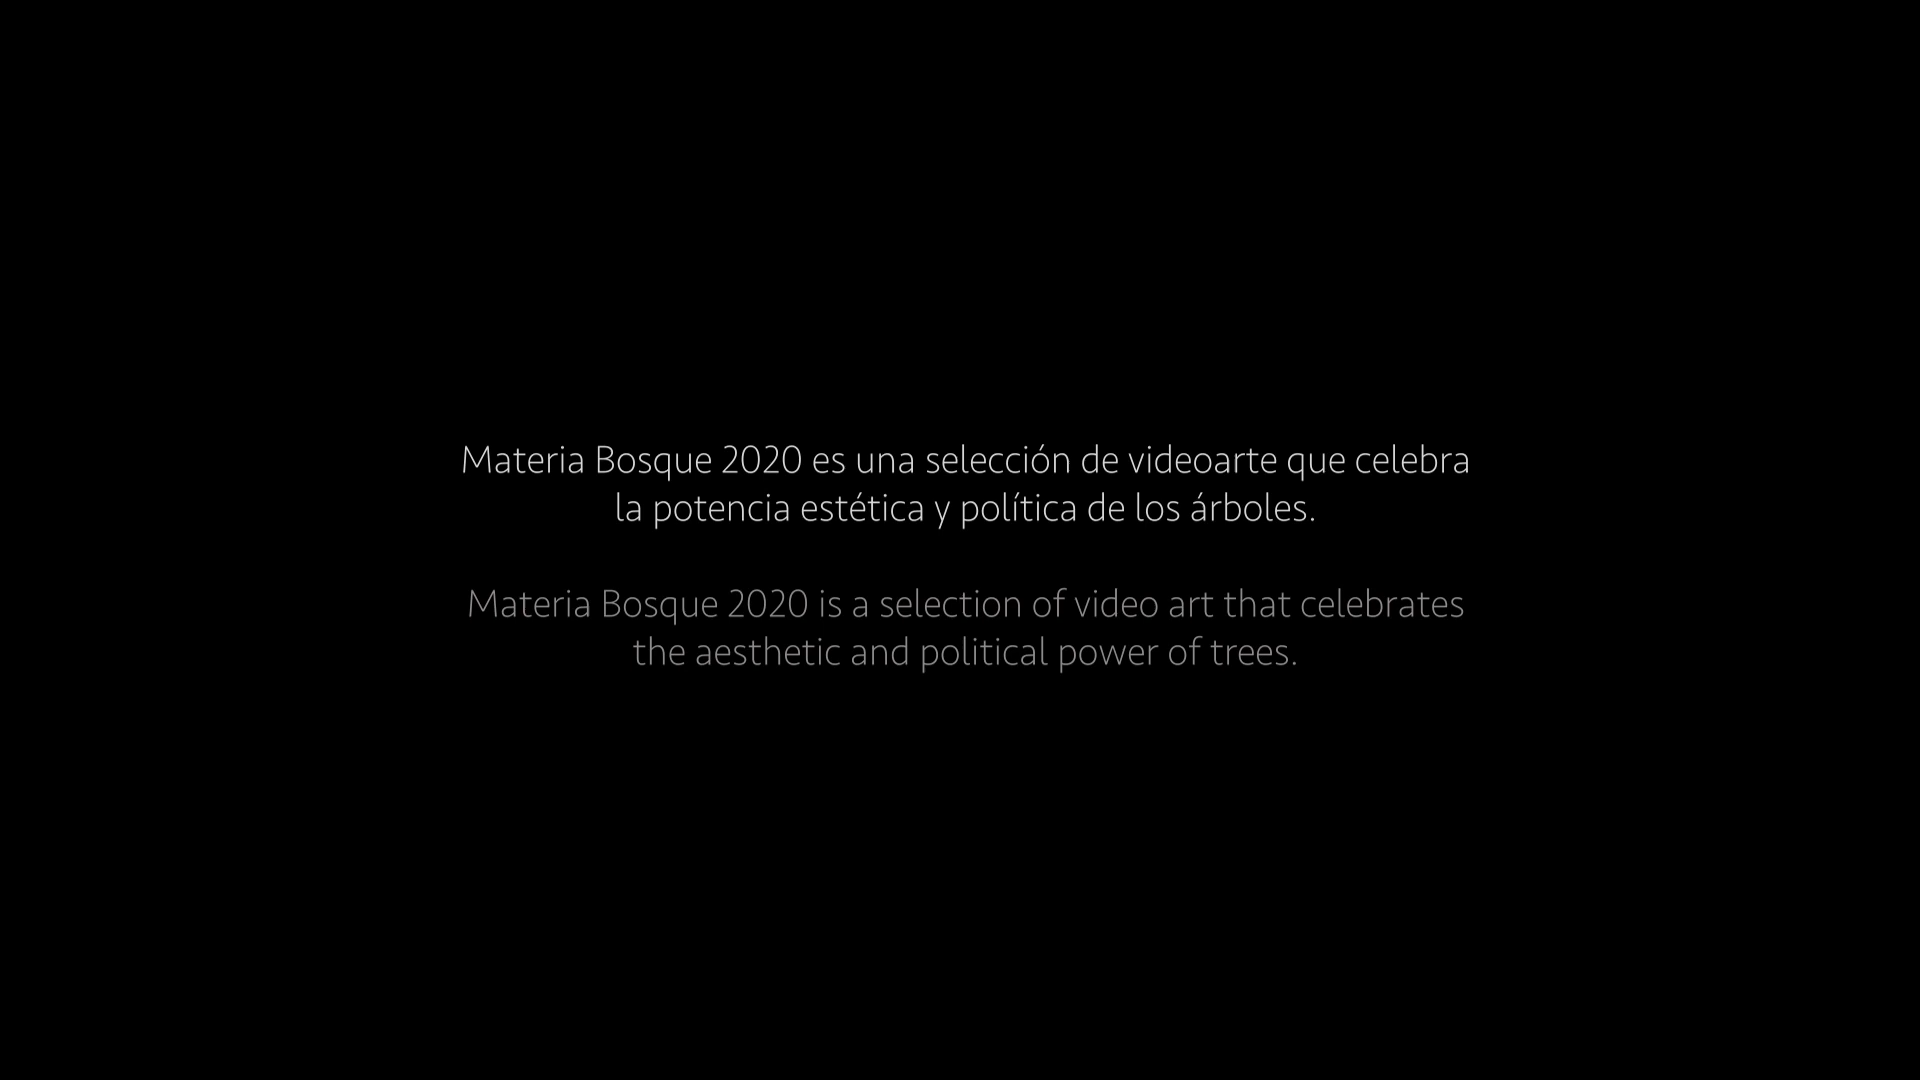 Materia Bosque 2020 es una selección de videoarte que celebra
la potencia estética y política de los árboles.
Materia Bosque 2020 is a selection of video art that celebrates
the aesthetic and political power of trees.